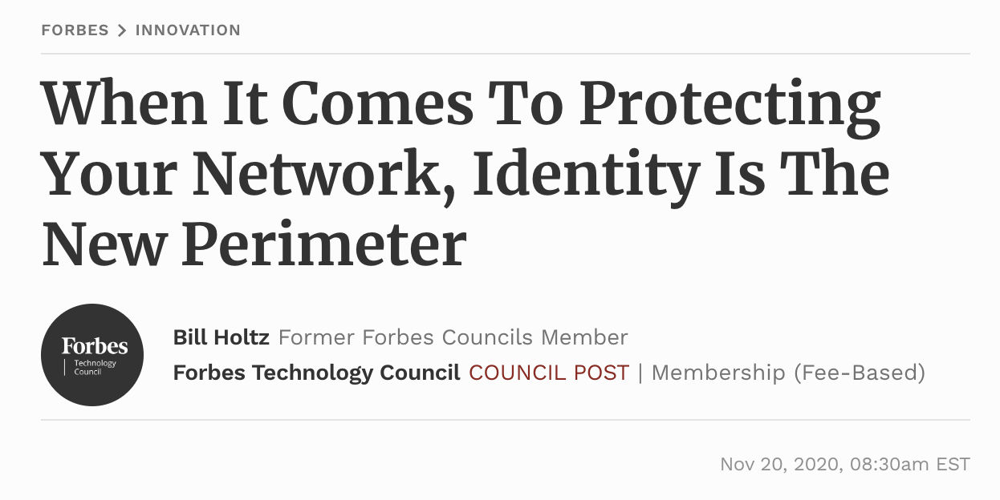 FORBES > INNOVATION
When It Comes To Protecting
Your Network, Identity Is The
New Perimeter
Forbes
Technology
Council
Bill Holtz Former Forbes Councils Member
Forbes Technology Council COUNCIL POST | Membership (Fee-Based)
Nov 20, 2020, 08:30am EST